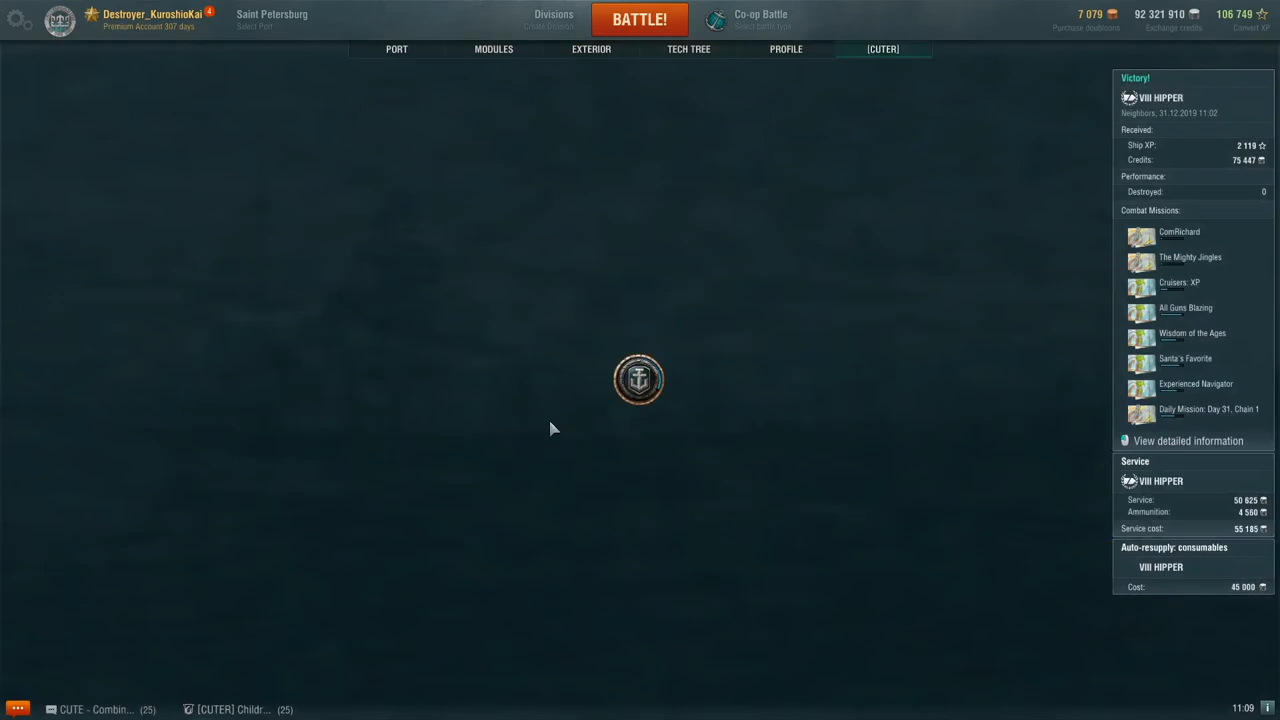 Destroyer_KuroshioKai 4
Premium Account 307 days
Saint Petersburg
Select Port
Divisions
Create Division
BATTLE!
Co-op Battle
Select battle type
7 079
Purchase doubloons
92 321 910
Exchange credits
106 749
Convert XP
PORT
MODULES
EXTERIOR
TECH TREE
PROFILE
[CUTER]
Victory!
VIII HIPPER
Neighbors, 31.12.2019 11:02
Received:
Ship XP: 2 119
Credits: 75 447
Performance:
Destroyed: 0
Combat Missions:
ComRichard
The Mighty Jingles
Cruisers: XP
All Guns Blazing
Wisdom of the Ages
Santa's Favorite
Experienced Navigator
Daily Mission: Day 31, Chain 1
View detailed information
Service
VIII HIPPER
Service: 50 625
Ammunition: 4 560
Service cost: 55 185
Auto-resupply: consumables
VIII HIPPER
Cost: 45 000
CUTE - Combin... (25)
[CUTER] Childr... (25)
11:09